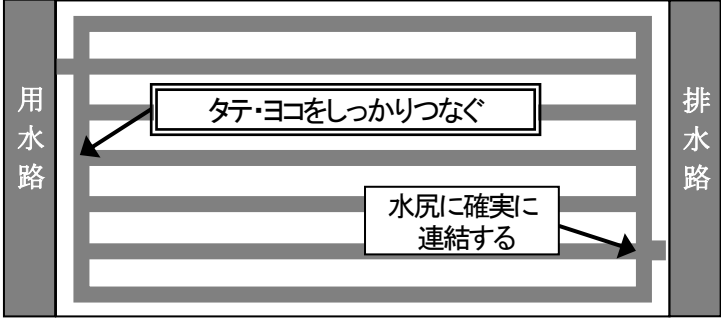 用水路
タテ・ヨコをしっかりつなぐ
水尻に確実に
連結する
排水路